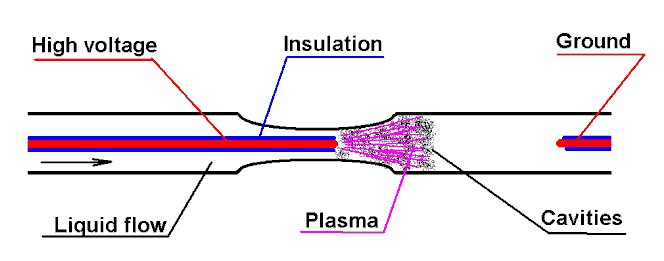 High voltage
Insulation
Ground
Liquid flow
Plasma
Cavities